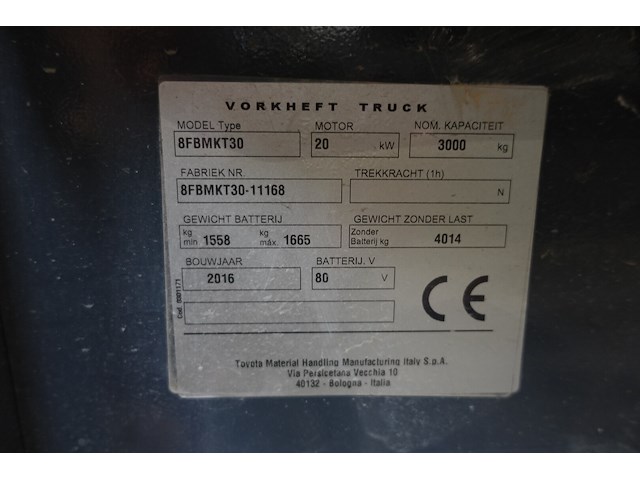 VORKHEFT TRUCK
MODEL Type MOTOR NOM. KAPACITEIT
8FBMKT30 20 kW 3000 kg
FABRIEK NR. TREKKRACHT (1h)
8FBMKT30-11168 N
GEWICHT BATTERIJ GEWICHT ZONDER LAST
kg min 1558 kg máx. 1665 Zonder Batterij kg 4014
BOUWJAAR BATTERIJ. V
2016 80 V
CE
Toyota Material Handling Manufacturing Italy S.p.A.
Via Persicetana Vecchia 10
40132 - Bologna - Italia